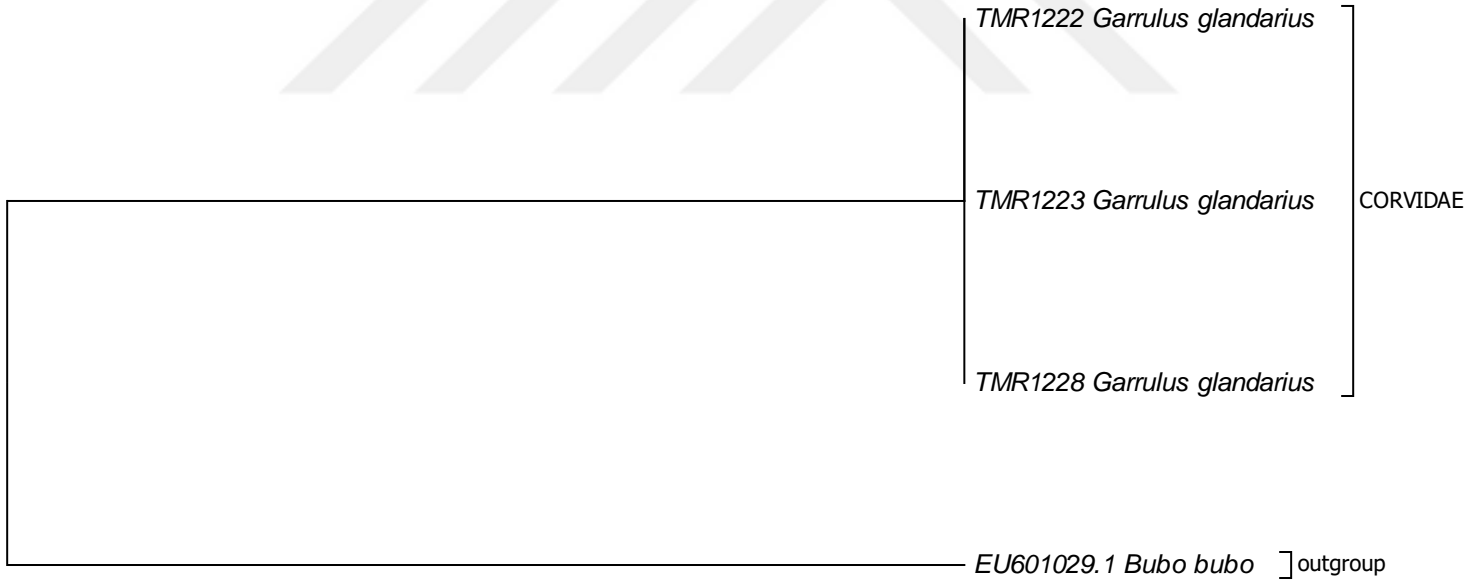 TMR1222 Garrulus glandarius
TMR1223 Garrulus glandarius
CORVIDAE
TMR1228 Garrulus glandarius
EU601029.1 Bubo bubo
outgroup